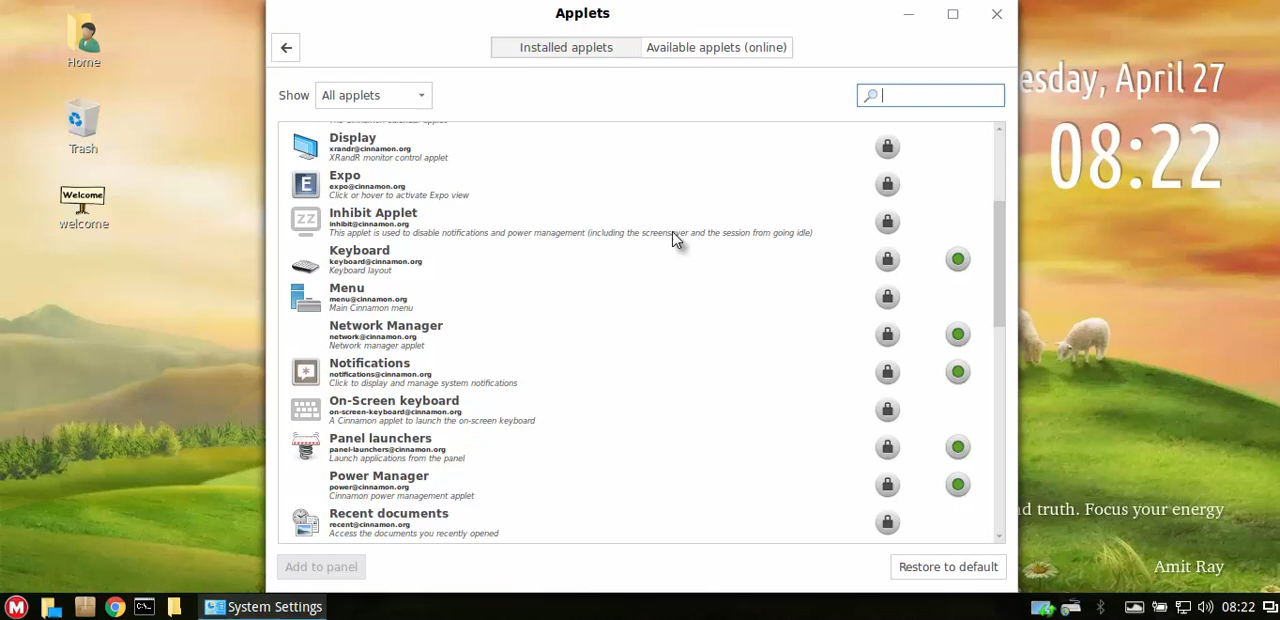 Applets
Installed applets
Available applets (online)
Show
All applets
Display
xrandr@cinnamon.org
XRandR monitor control applet
Expo
expo@cinnamon.org
Click or hover to activate Expo view
Inhibit Applet
inhibit@cinnamon.org
This applet is used to disable notifications and power management (including the screensaver and the session from going idle)
Keyboard
keyboard@cinnamon.org
Keyboard layout
Menu
menu@cinnamon.org
Main Cinnamon menu
Network Manager
network@cinnamon.org
Network manager applet
Notifications
notifications@cinnamon.org
Click to display and manage system notifications
On-Screen keyboard
on-screen-keyboard@cinnamon.org
A Cinnamon applet to launch the on-screen keyboard
Panel launchers
panel-launchers@cinnamon.org
Launch applications from the panel
Power Manager
power@cinnamon.org
Cinnamon power management applet
Recent documents
recent@cinnamon.org
Access the documents you recently opened
Add to panel
Restore to default
Home
Trash
Welcome
welcome
esday, April 27
08:22
d truth. Focus your energy
Amit Ray
System Settings
08:22